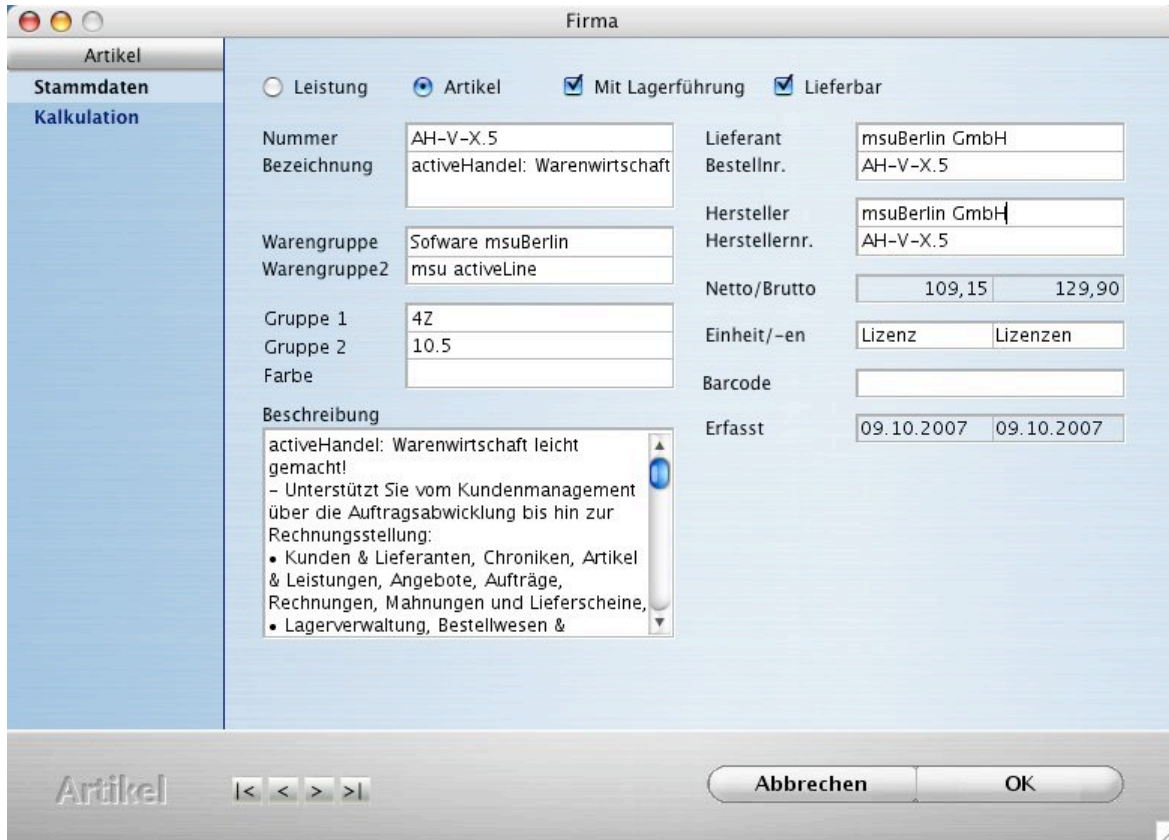 Firma
Artikel
Stammdaten
Kalkulation
Leistung Artikel Mit Lagerführung Lieferbar
Nummer AH-V-X.5
Bezeichnung activeHandel: Warenwirtschaft
Warengruppe Sofware msuBerlin
Warengruppe2 msu activeLine
Gruppe 1 4Z
Gruppe 2 10.5
Farbe
Beschreibung
activeHandel: Warenwirtschaft leicht
gemacht!
- Unterstützt Sie vom Kundenmanagement
über die Auftragsabwicklung bis hin zur
Rechnungsstellung:
• Kunden & Lieferanten, Chroniken, Artikel
& Leistungen, Angebote, Aufträge,
Rechnungen, Mahnungen und Lieferscheine,
• Lagerverwaltung, Bestellwesen &
Lieferant msuBerlin GmbH
Bestellnr. AH-V-X.5
Hersteller msuBerlin GmbH
Herstellernr. AH-V-X.5
Netto/Brutto 109,15 129,90
Einheit/-en Lizenz Lizenzen
Barcode
Erfasst 09.10.2007 09.10.2007
Artikel |< < > >| Abbrechen OK